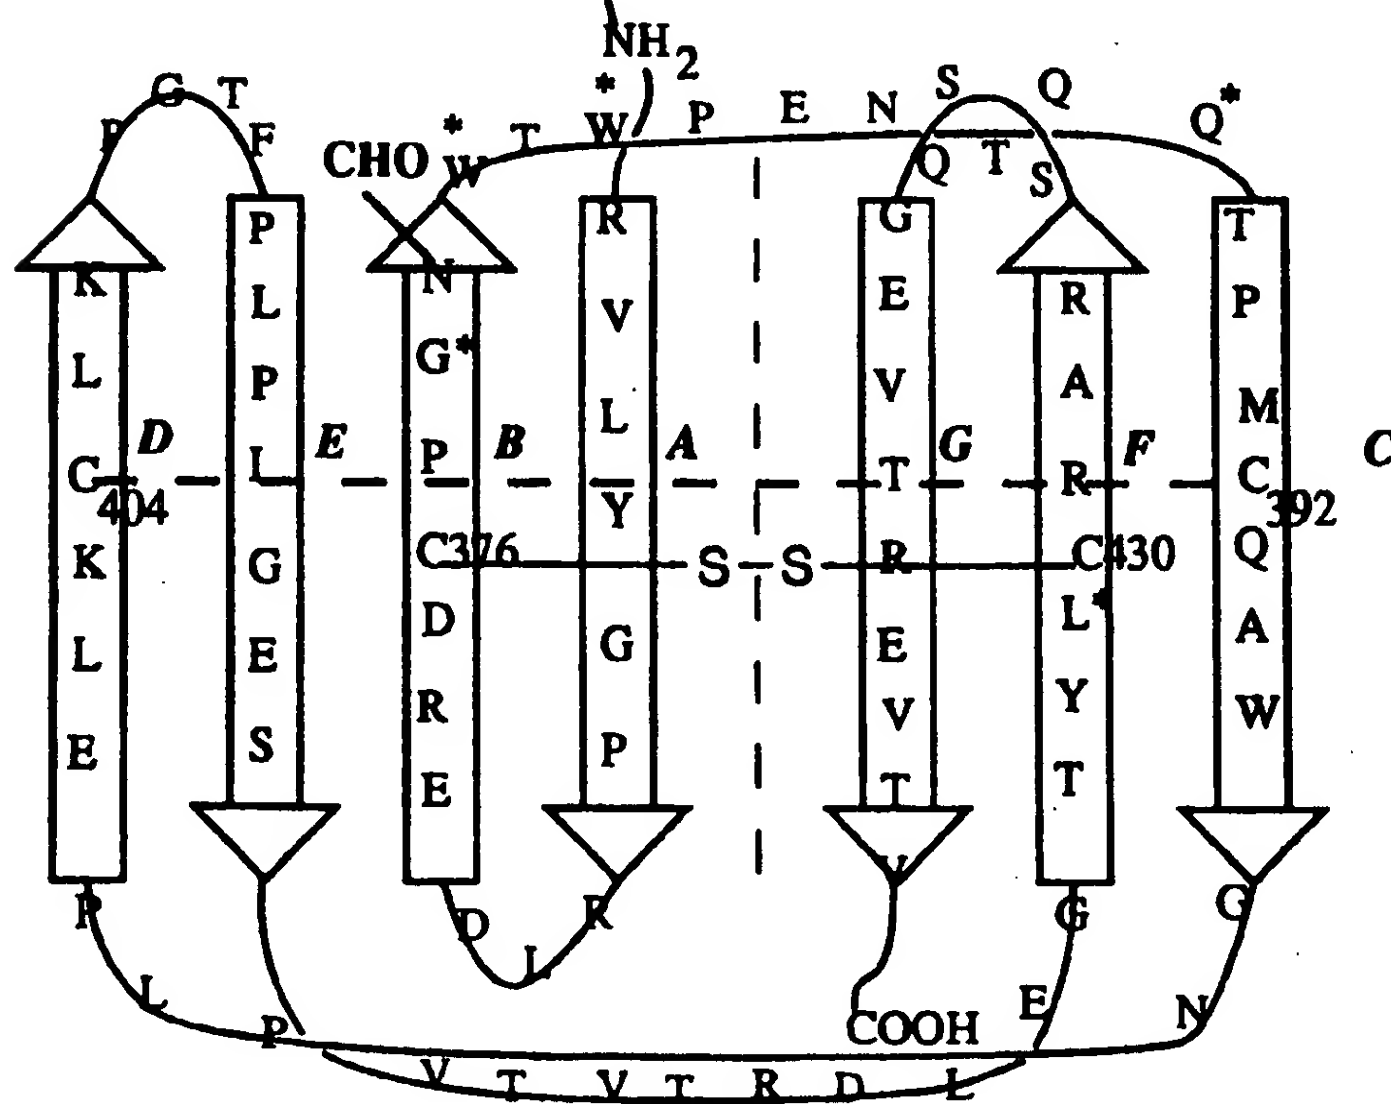 NH2
P G T F
CHO
* W T * W P E N S Q Q*
Q T S
K L C K L E
404
D
P L P L G E S
E
N G* P C376 D R E
B
R V L Y G P
A
S S
G E V T R E V T V
G
R A R C430 L* Y T
F
T P M C Q A W
392
C
P L P
D L R
COOH
G E
G N
V T V T R D L